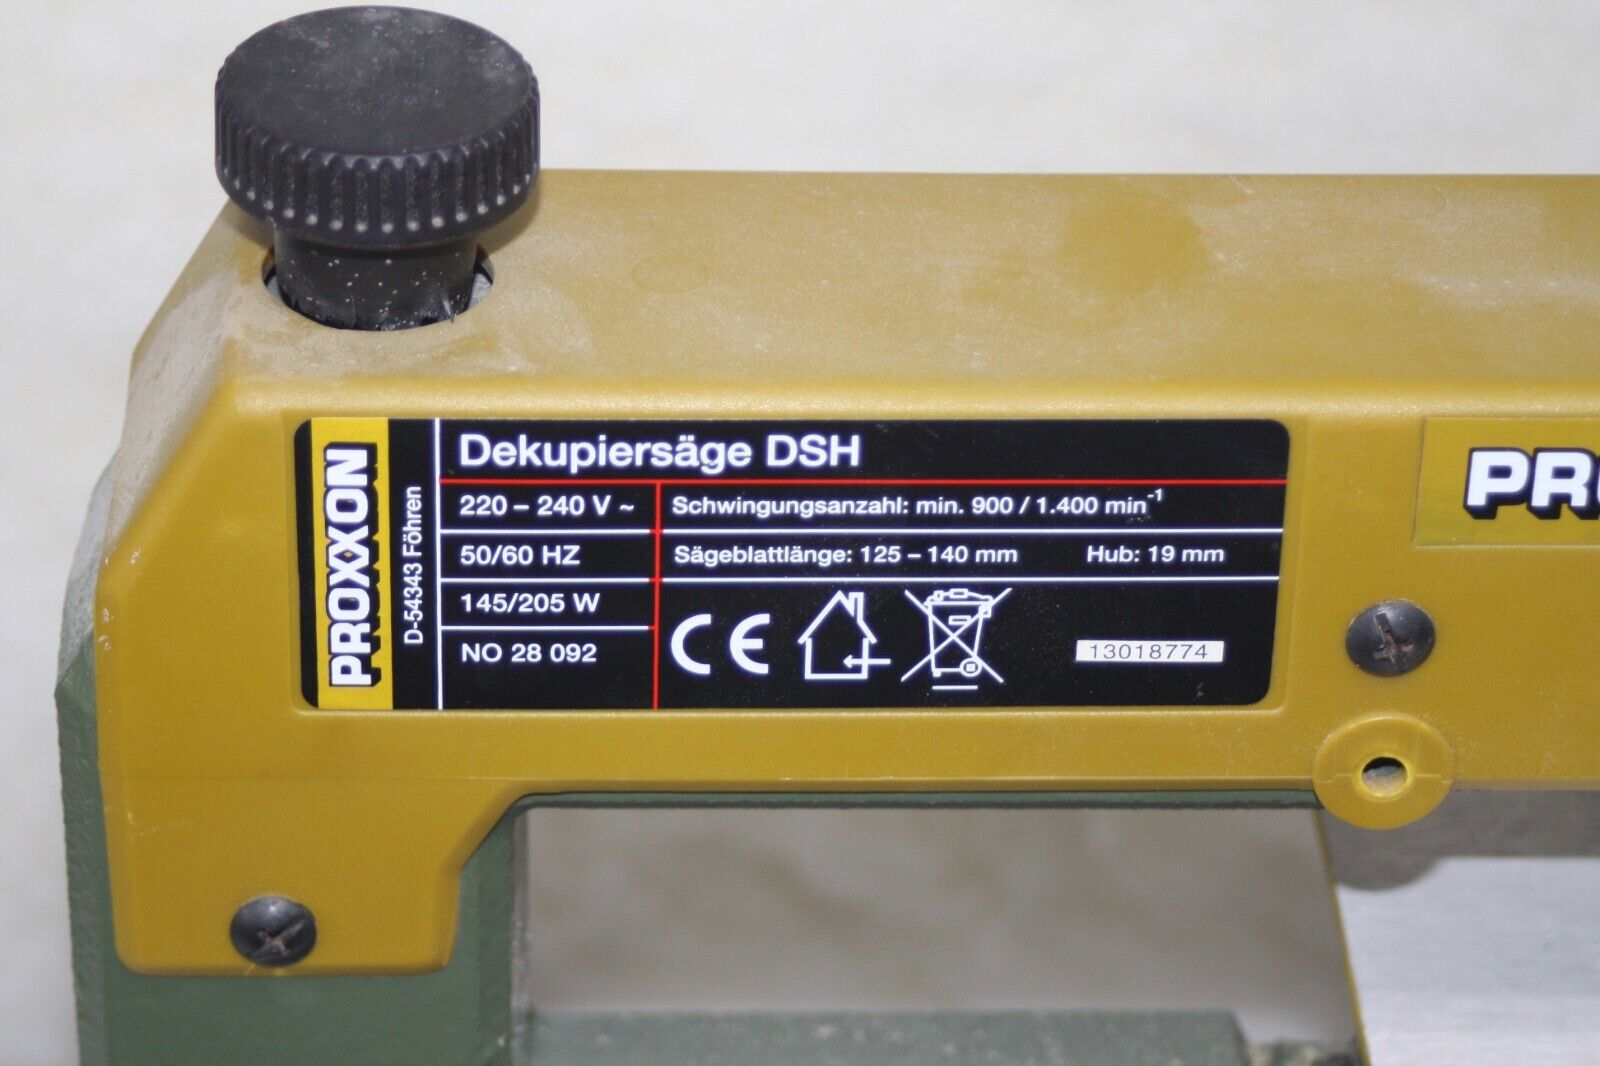 PROXXON
D-54343 Föhren
Dekupiersäge DSH
220 – 240 V ~
Schwingungsanzahl: min. 900 / 1.400 min⁻¹
50/60 HZ
Sägeblattlänge: 125 – 140 mm Hub: 19 mm
145/205 W
NO 28 092
CE
13018774
PR